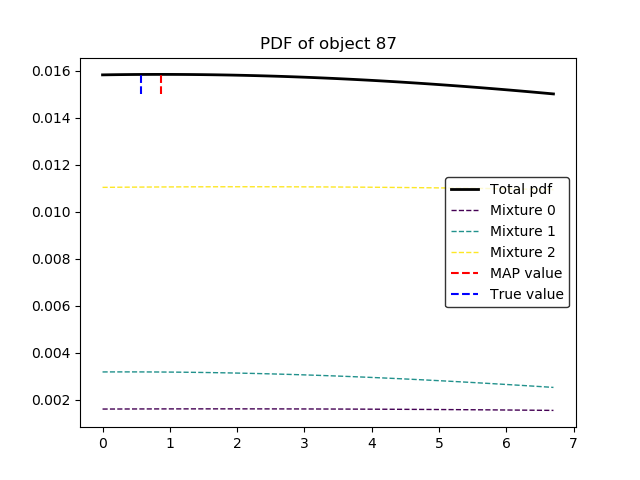 PDF of object 87
0.016
0.014
0.012
0.010
0.008
0.006
0.004
0.002
0 1 2 3 4 5 6 7
Total pdf
Mixture 0
Mixture 1
Mixture 2
MAP value
True value